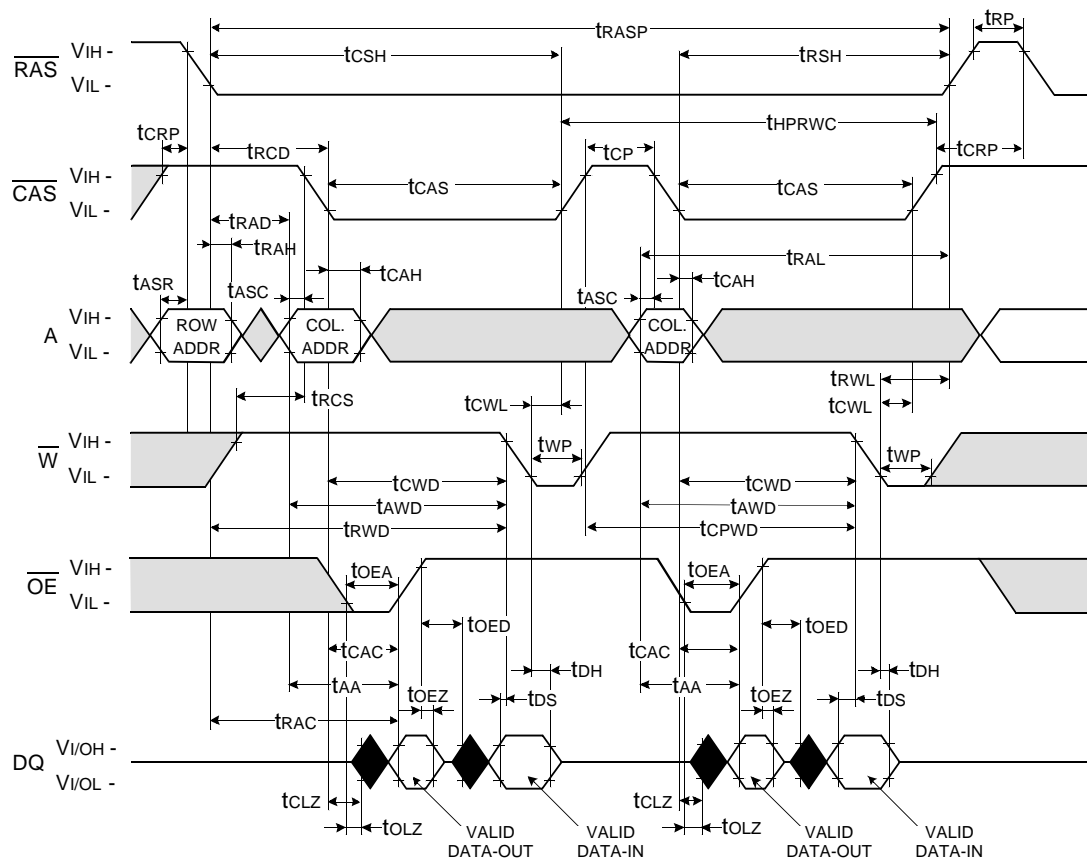 tRASP
tRP
tCSH
tRSH
RAS
VIH -
VIL -
tHPRWC
tCRP
tRCD
tCP
tCRP
CAS
VIH -
VIL -
tCAS
tCAS
tRAD
tRAH
tRAL
tCAH
tCAH
tASR
tASC
tASC
A
VIH -
VIL -
ROW
ADDR
COL.
ADDR
COL.
ADDR
tRWL
tRCS
tCWL
tCWL
W
VIH -
VIL -
tWP
tWP
tCWD
tCWD
tAWD
tAWD
tRWD
tCPWD
OE
VIH -
VIL -
tOEA
tOEA
tOED
tOED
tCAC
tCAC
tDH
tDH
tAA
tAA
tOEZ
tDS
tOEZ
tDS
tRAC
DQ
VI/OH -
VI/OL -
tCLZ
tCLZ
tOLZ
tOLZ
VALID
DATA-OUT
VALID
DATA-IN
VALID
DATA-OUT
VALID
DATA-IN